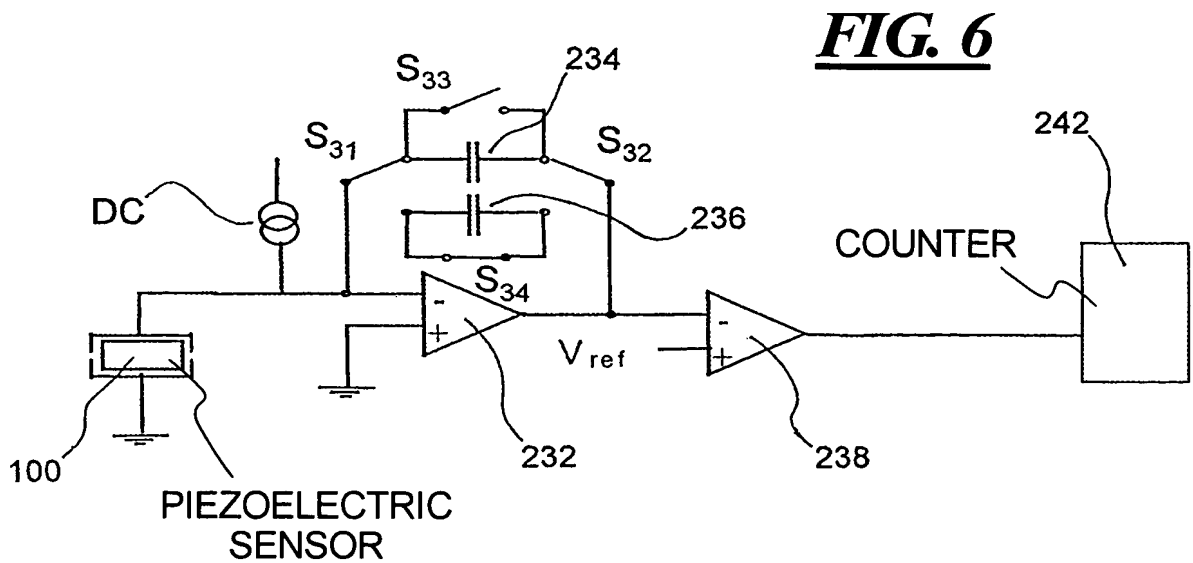 FIG. 6
234
S33
242
S31
S32
DC
236
COUNTER
S34
-
+
Vref
-
+
100
232
238
PIEZOELECTRIC
SENSOR